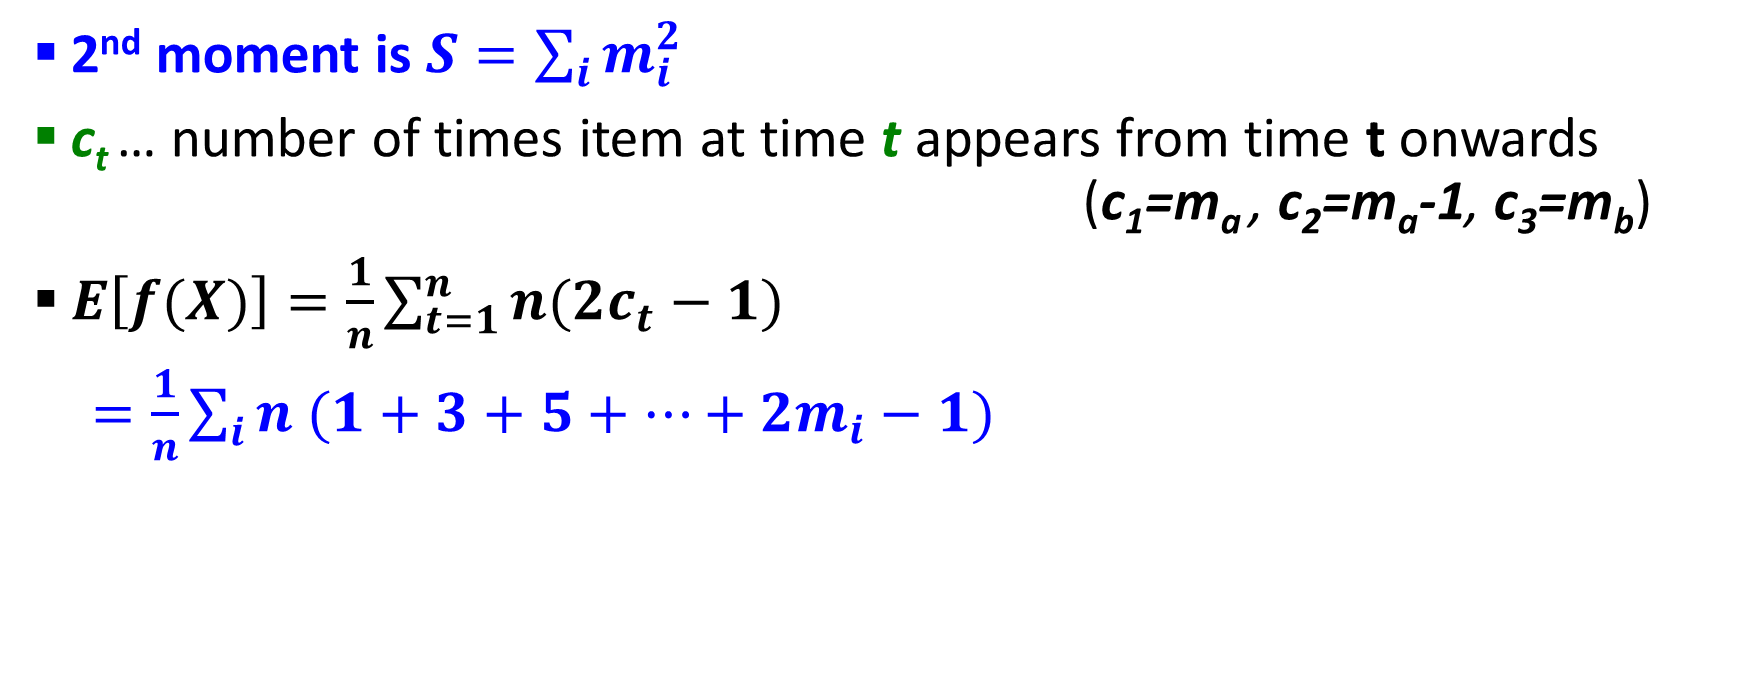 ▪ 2ⁿᵈ moment is S = ∑ᵢ mᵢ²
▪ cₜ … number of times item at time t appears from time t onwards
(c₁=mₐ , c₂=mₐ-1, c₃=m_b)
▪ E[f(X)] = 1/n ∑ₜ₌₁ⁿ n(2cₜ − 1)
= 1/n ∑ᵢ n (1 + 3 + 5 + ⋯ + 2mᵢ − 1)